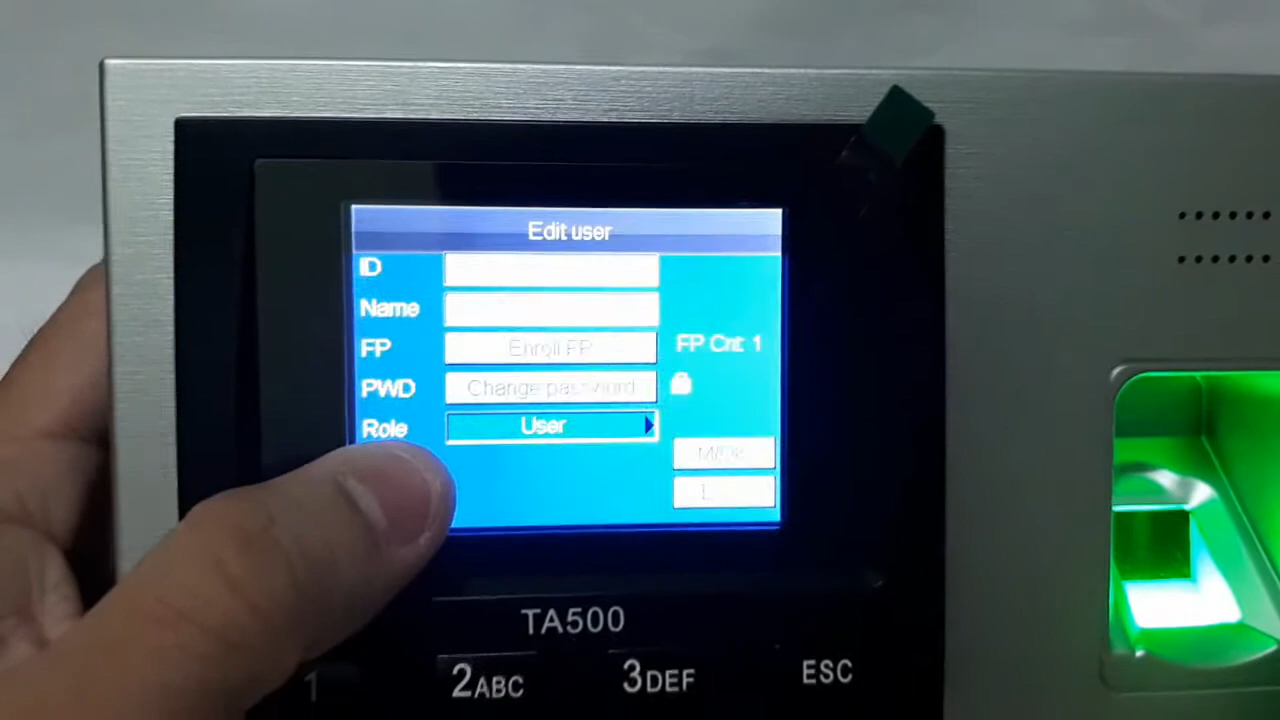 Edit user
ID
Name
FP Enroll FP FP Cnt: 1
PWD Change password
Role User
TA500
1 2ABC 3DEF ESC